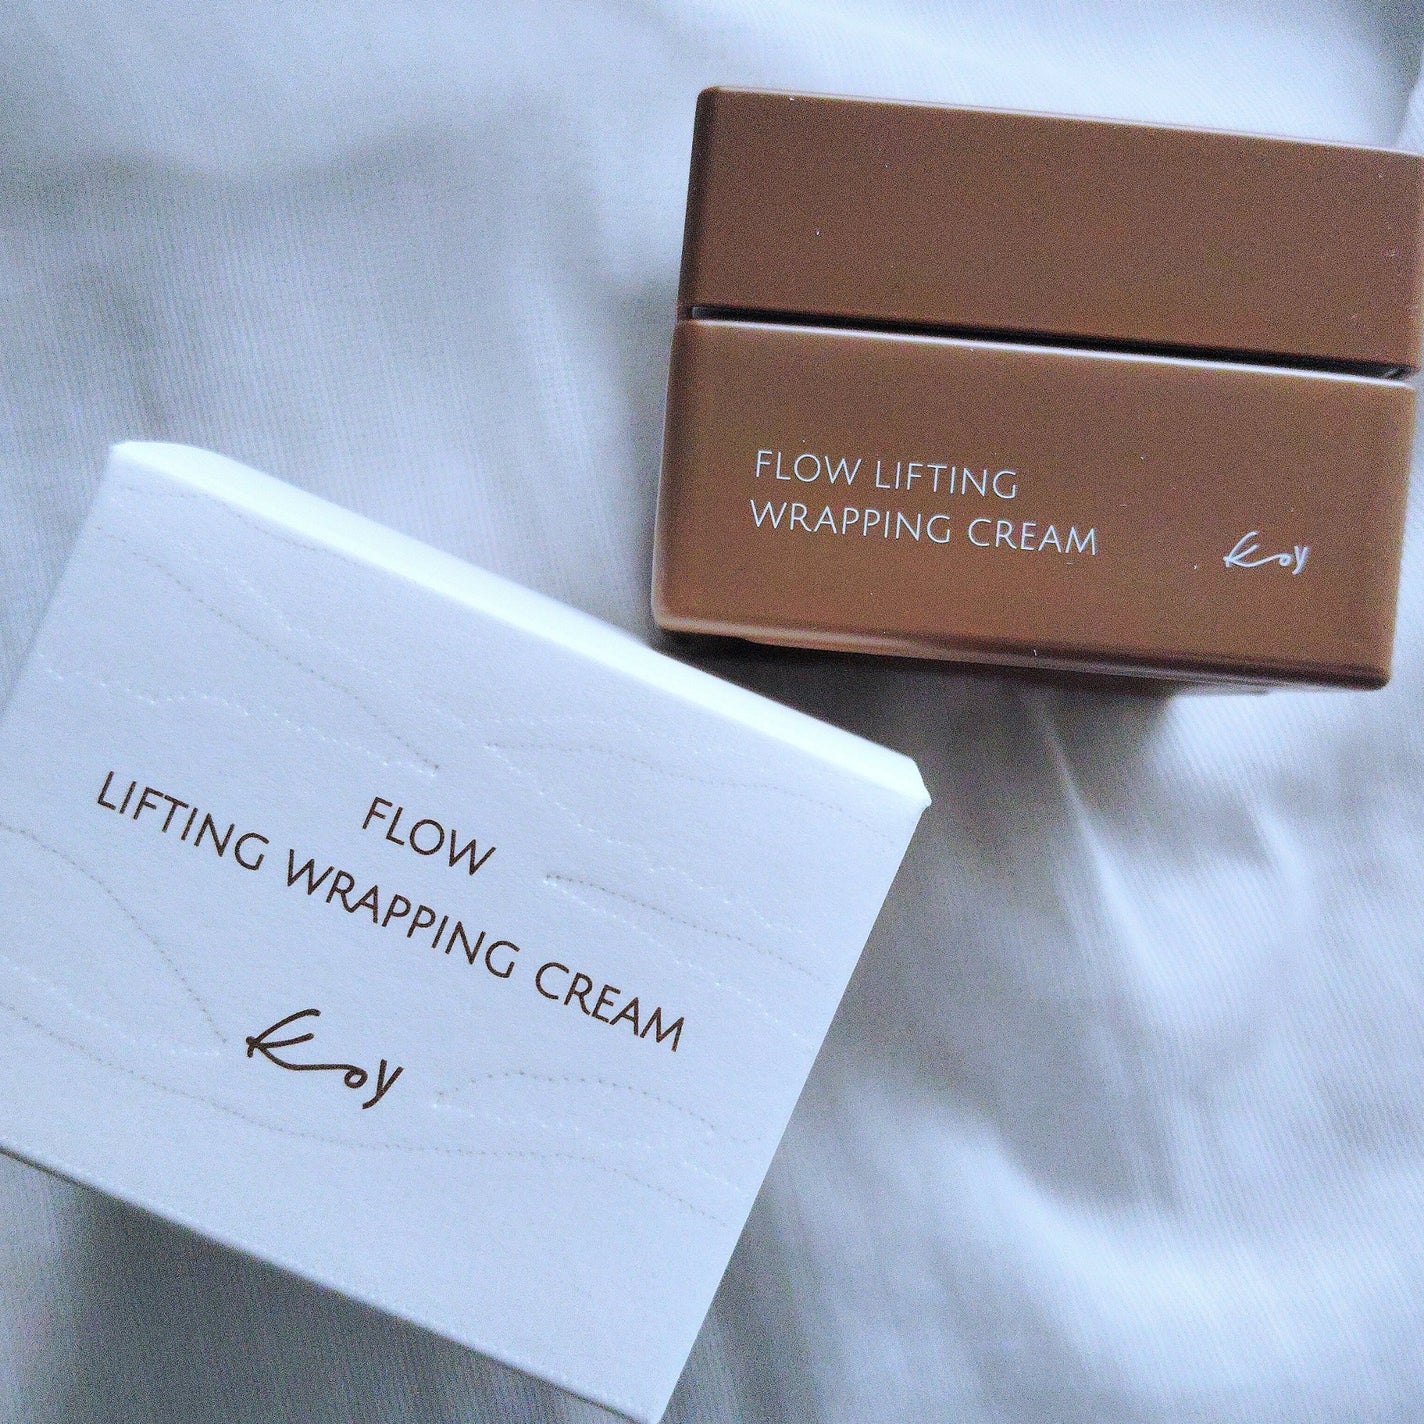 FLOW LIFTING
WRAPPING CREAM
Koy
FLOW
LIFTING WRAPPING CREAM
Koy